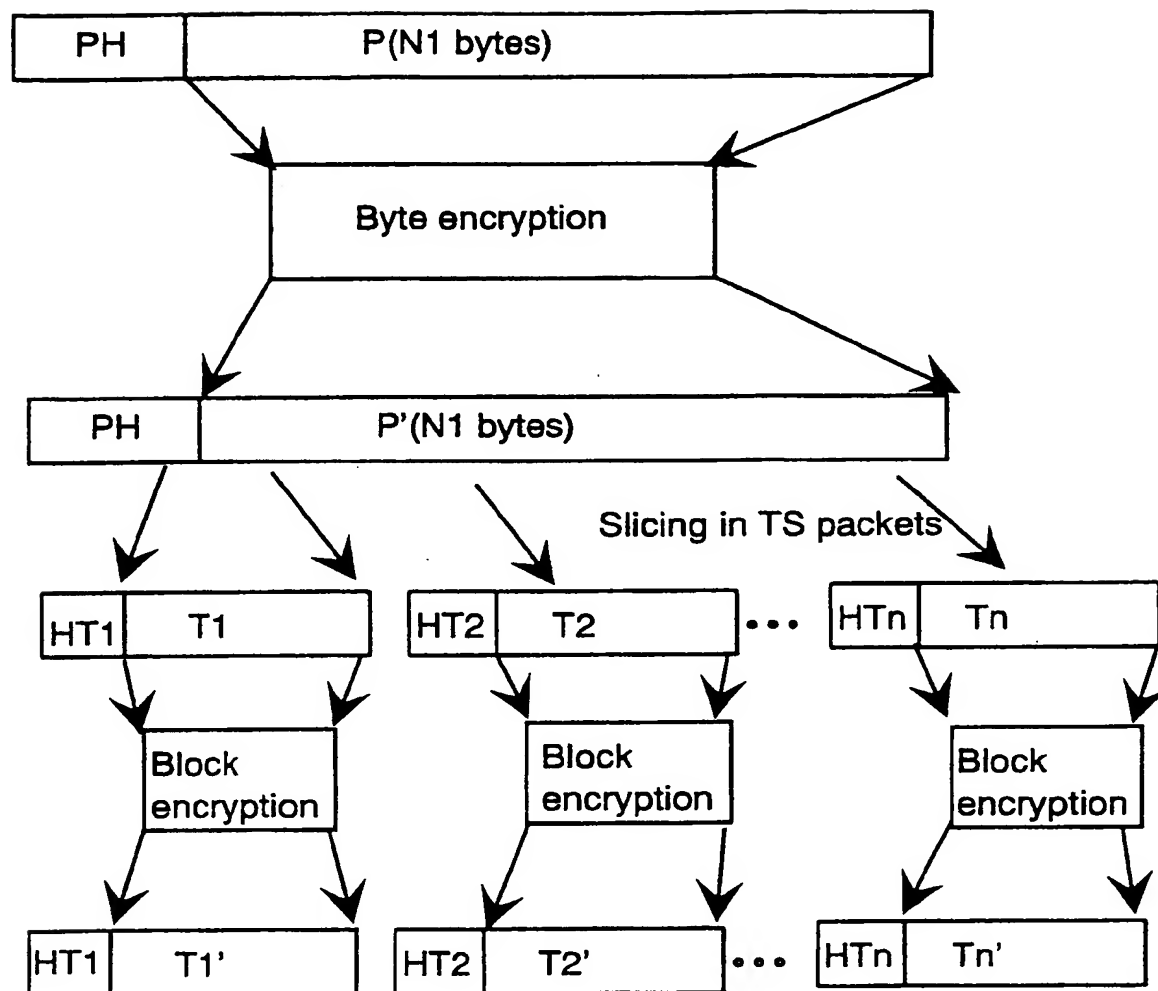 PH P(N1 bytes)
Byte encryption
PH P'(N1 bytes)
Slicing in TS packets
HT1 T1 HT2 T2 ••• HTn Tn
Block encryption
Block encryption
Block encryption
HT1 T1' HT2 T2' ••• HTn Tn'